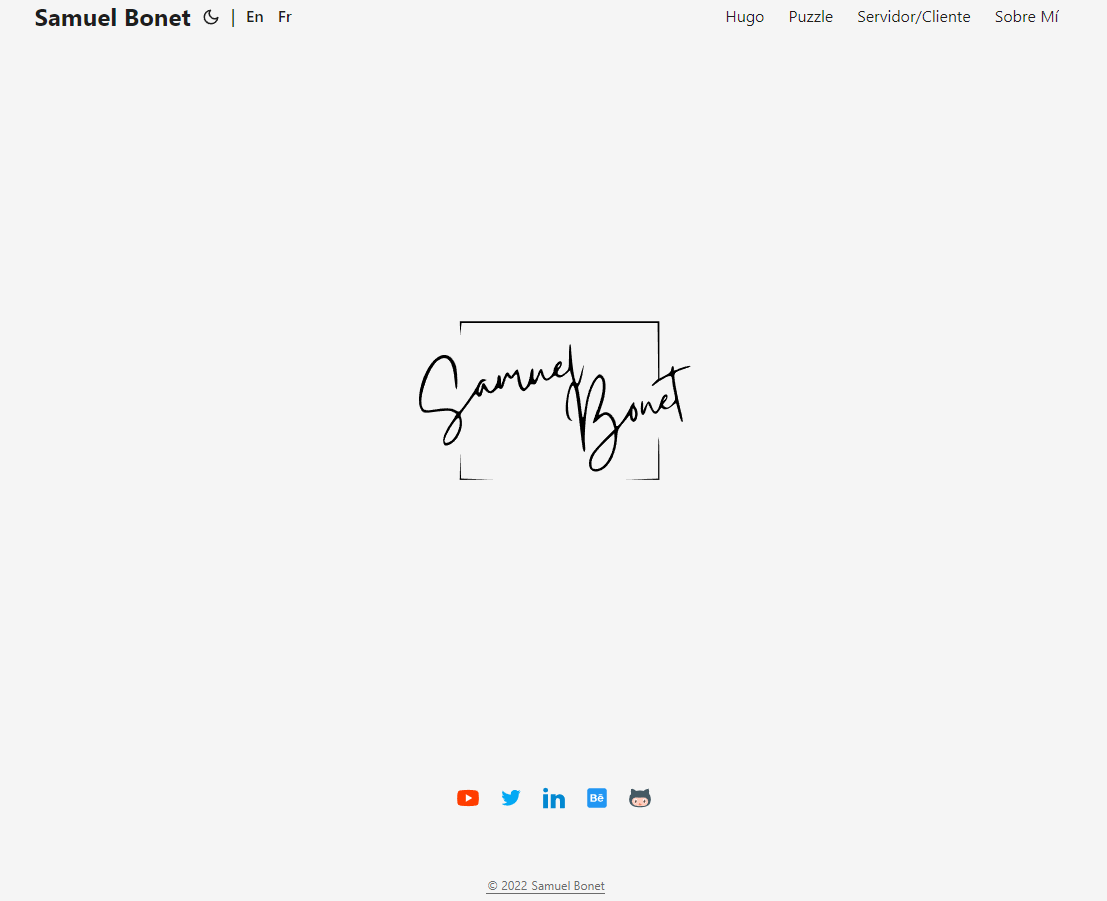 Samuel Bonet | En Fr Hugo Puzzle Servidor/Cliente Sobre Mí
Samuel Bonet
in Bē
© 2022 Samuel Bonet